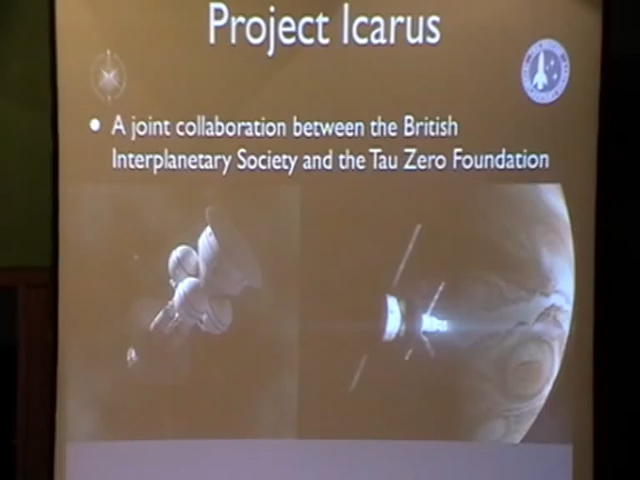 Project Icarus
• A joint collaboration between the British
Interplanetary Society and the Tau Zero Foundation